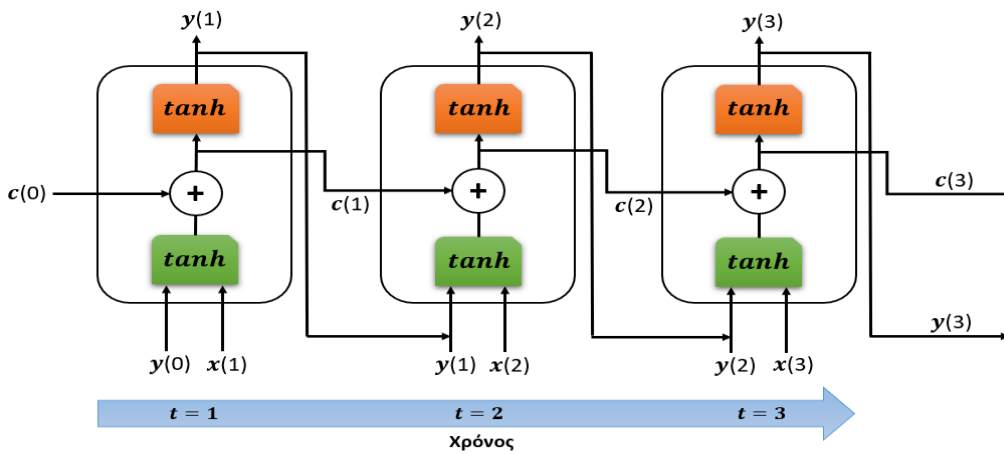 y(1) y(2) y(3)
tanh tanh tanh
c(0) + c(1) + c(2) + c(3)
tanh tanh tanh
y(3)
y(0) x(1) y(1) x(2) y(2) x(3)
t = 1 t = 2 t = 3
Χρόνος